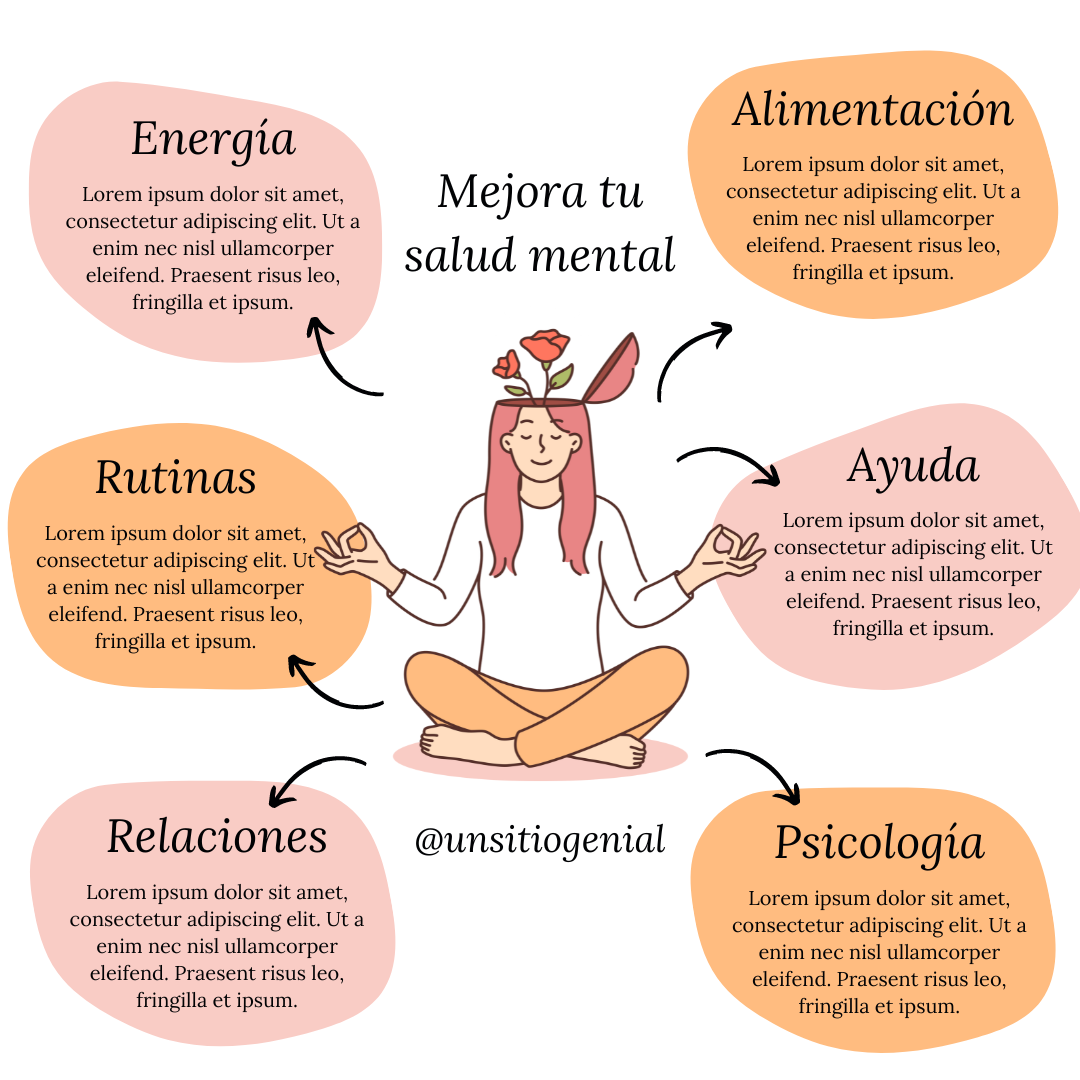 Energía
Lorem ipsum dolor sit amet,
consectetur adipiscing elit. Ut a
enim nec nisl ullamcorper
eleifend. Praesent risus leo,
fringilla et ipsum.
Mejora tu
salud mental
Alimentación
Lorem ipsum dolor sit amet,
consectetur adipiscing elit. Ut a
enim nec nisl ullamcorper
eleifend. Praesent risus leo,
fringilla et ipsum.
Rutinas
Lorem ipsum dolor sit amet,
consectetur adipiscing elit. Ut
a enim nec nisl ullamcorper
eleifend. Praesent risus leo,
fringilla et ipsum.
Ayuda
Lorem ipsum dolor sit amet,
consectetur adipiscing elit. Ut
a enim nec nisl ullamcorper
eleifend. Praesent risus leo,
fringilla et ipsum.
Relaciones
Lorem ipsum dolor sit amet,
consectetur adipiscing elit. Ut a
enim nec nisl ullamcorper
eleifend. Praesent risus leo,
fringilla et ipsum.
@unsitiogenial
Psicología
Lorem ipsum dolor sit amet,
consectetur adipiscing elit. Ut a
enim nec nisl ullamcorper
eleifend. Praesent risus leo,
fringilla et ipsum.